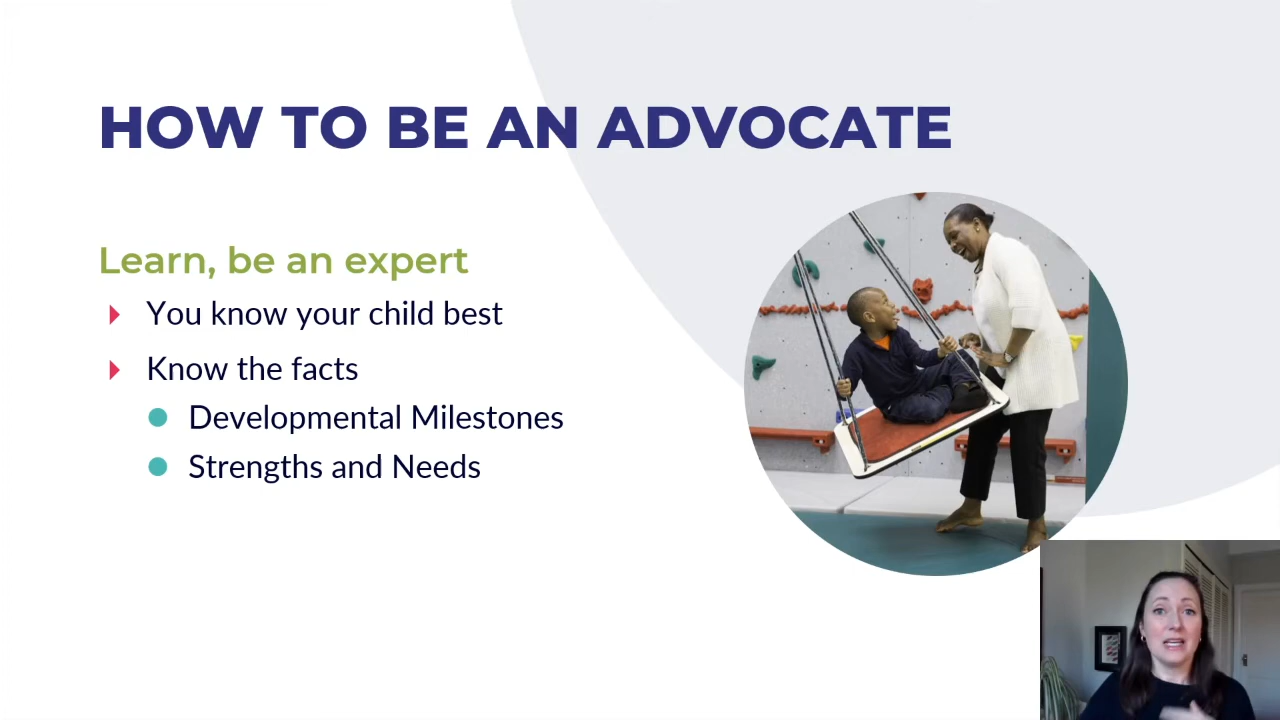 HOW TO BE AN ADVOCATE
Learn, be an expert
You know your child best
Know the facts
Developmental Milestones
Strengths and Needs